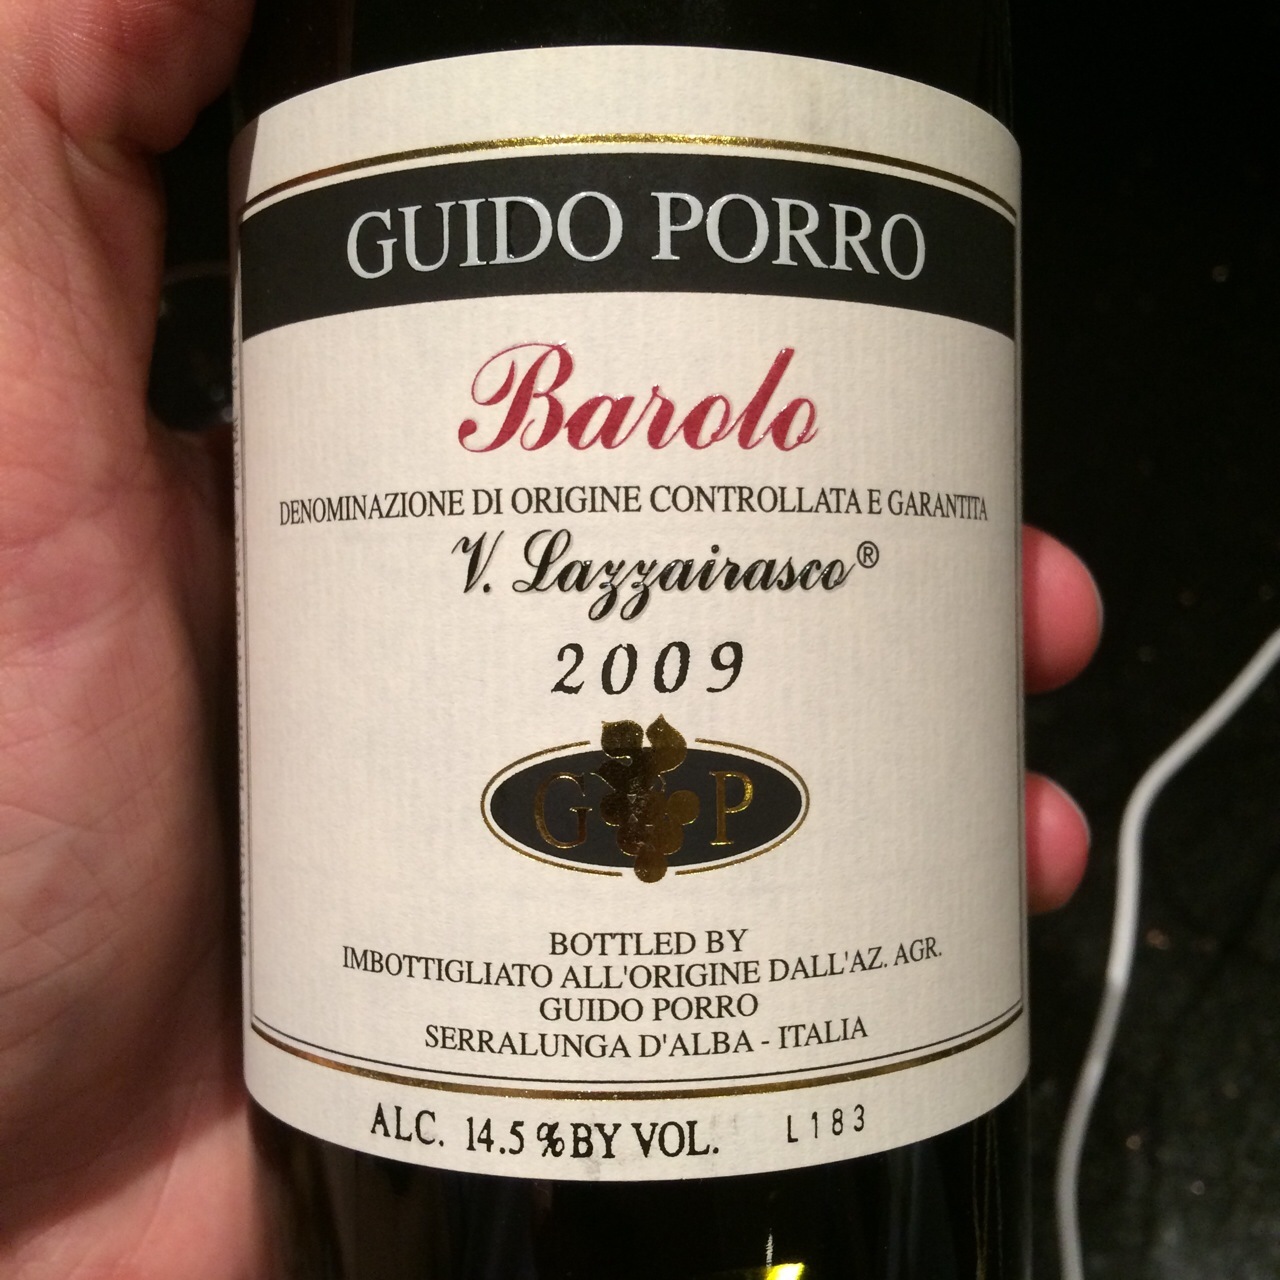 GUIDO PORRO
Barolo
DENOMINAZIONE DI ORIGINE CONTROLLATA E GARANTITA
V. Lazzairasco®
2009
G P
BOTTLED BY
IMBOTTIGLIATO ALL'ORIGINE DALL'AZ. AGR.
GUIDO PORRO
SERRALUNGA D'ALBA - ITALIA
ALC. 14.5 % BY VOL. L183